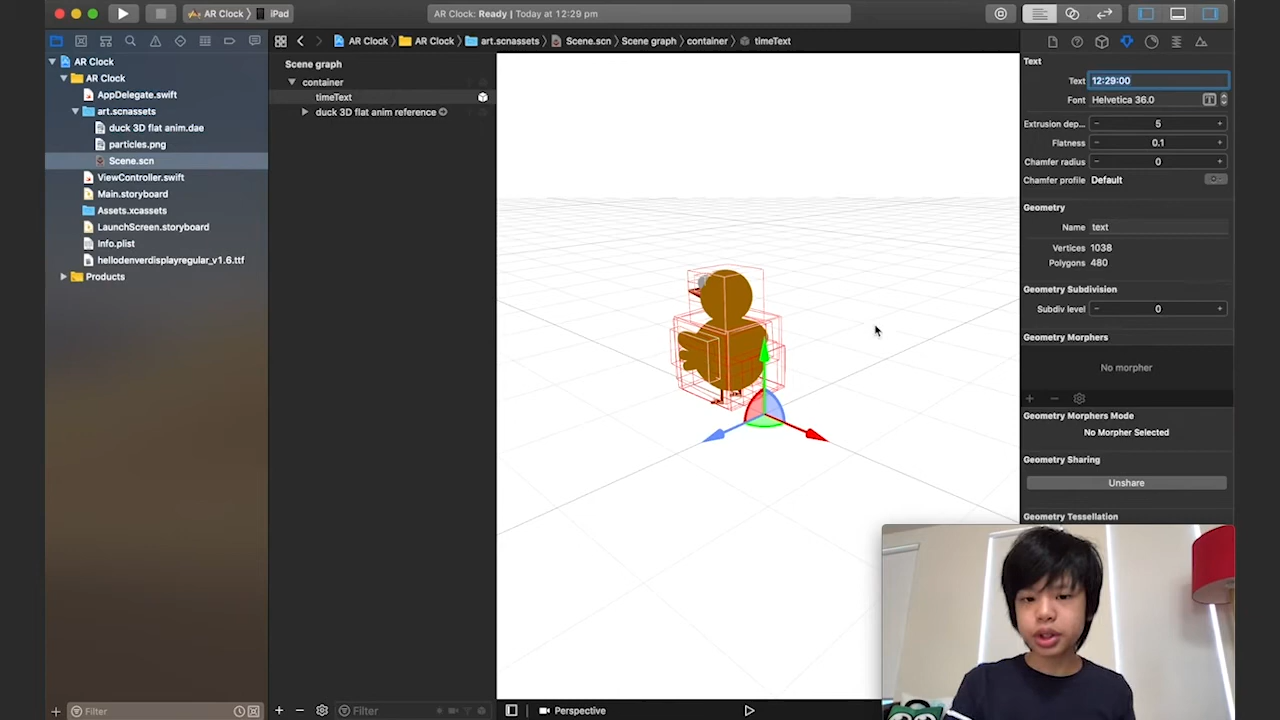 AR Clock
iPad
AR Clock: Ready | Today at 12:29 pm
AR Clock
AR Clock
art.scnassets
Scene.scn
Scene graph
container
timeText
AR Clock
AR Clock
AppDelegate.swift
art.scnassets
duck 3D flat anim.dae
particles.png
Scene.scn
ViewController.swift
Main.storyboard
Assets.xcassets
LaunchScreen.storyboard
Info.plist
hellodenverdisplayregular_v1.6.ttf
Products
Filter
Scene graph
container
timeText
duck 3D flat anim reference
Filter
Perspective
Text
Text 12:29:00
Font Helvetica 36.0
Extrusion dep... 5
Flatness 0.1
Chamfer radius 0
Chamfer profile Default
Geometry
Name text
Vertices 1038
Polygons 480
Geometry Subdivision
Subdiv level 0
Geometry Morphers
No morpher
Geometry Morphers Mode
No Morpher Selected
Geometry Sharing
Unshare
Geometry Tessellation